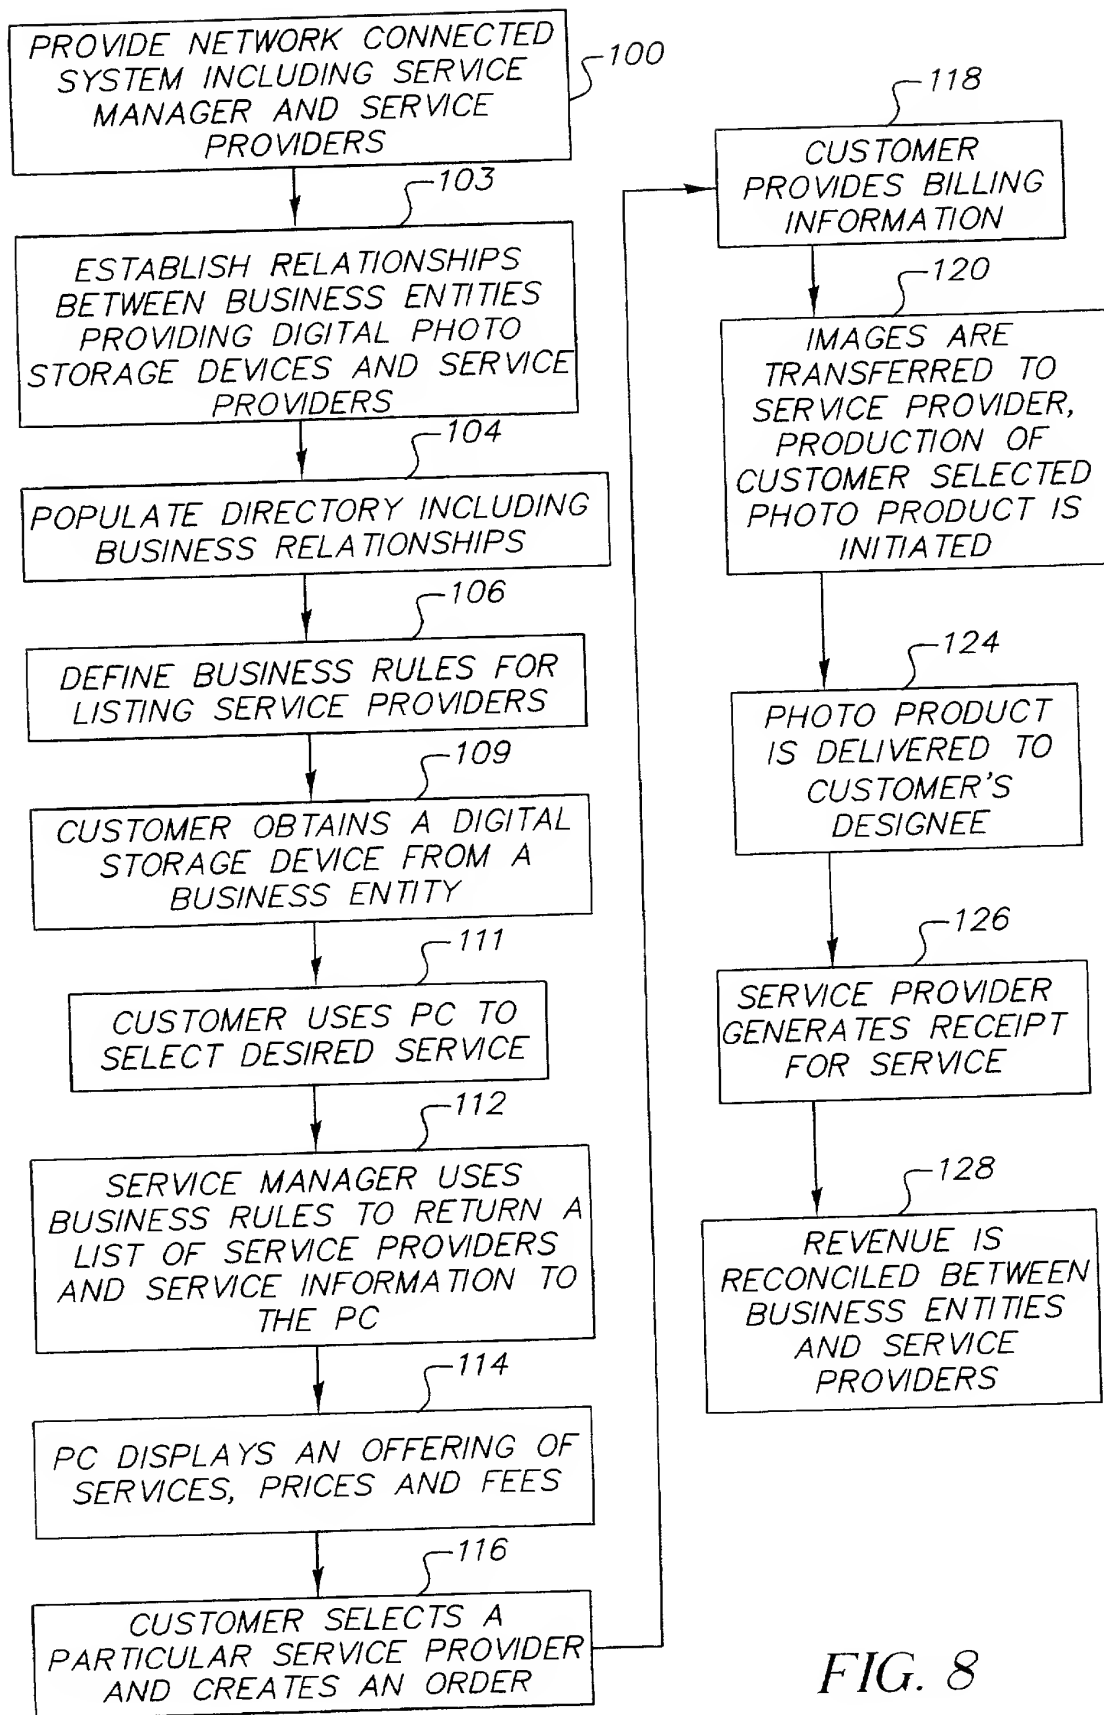 PROVIDE NETWORK CONNECTED
SYSTEM INCLUDING SERVICE
MANAGER AND SERVICE
PROVIDERS
100
103
ESTABLISH RELATIONSHIPS
BETWEEN BUSINESS ENTITIES
PROVIDING DIGITAL PHOTO
STORAGE DEVICES AND SERVICE
PROVIDERS
104
POPULATE DIRECTORY INCLUDING
BUSINESS RELATIONSHIPS
106
DEFINE BUSINESS RULES FOR
LISTING SERVICE PROVIDERS
109
CUSTOMER OBTAINS A DIGITAL
STORAGE DEVICE FROM A
BUSINESS ENTITY
111
CUSTOMER USES PC TO
SELECT DESIRED SERVICE
112
SERVICE MANAGER USES
BUSINESS RULES TO RETURN A
LIST OF SERVICE PROVIDERS
AND SERVICE INFORMATION TO
THE PC
114
PC DISPLAYS AN OFFERING OF
SERVICES, PRICES AND FEES
116
CUSTOMER SELECTS A
PARTICULAR SERVICE PROVIDER
AND CREATES AN ORDER
118
CUSTOMER
PROVIDES BILLING
INFORMATION
120
IMAGES ARE
TRANSFERRED TO
SERVICE PROVIDER,
PRODUCTION OF
CUSTOMER SELECTED
PHOTO PRODUCT IS
INITIATED
124
PHOTO PRODUCT
IS DELIVERED TO
CUSTOMER'S
DESIGNEE
126
SERVICE PROVIDER
GENERATES RECEIPT
FOR SERVICE
128
REVENUE IS
RECONCILED BETWEEN
BUSINESS ENTITIES
AND SERVICE
PROVIDERS
FIG. 8